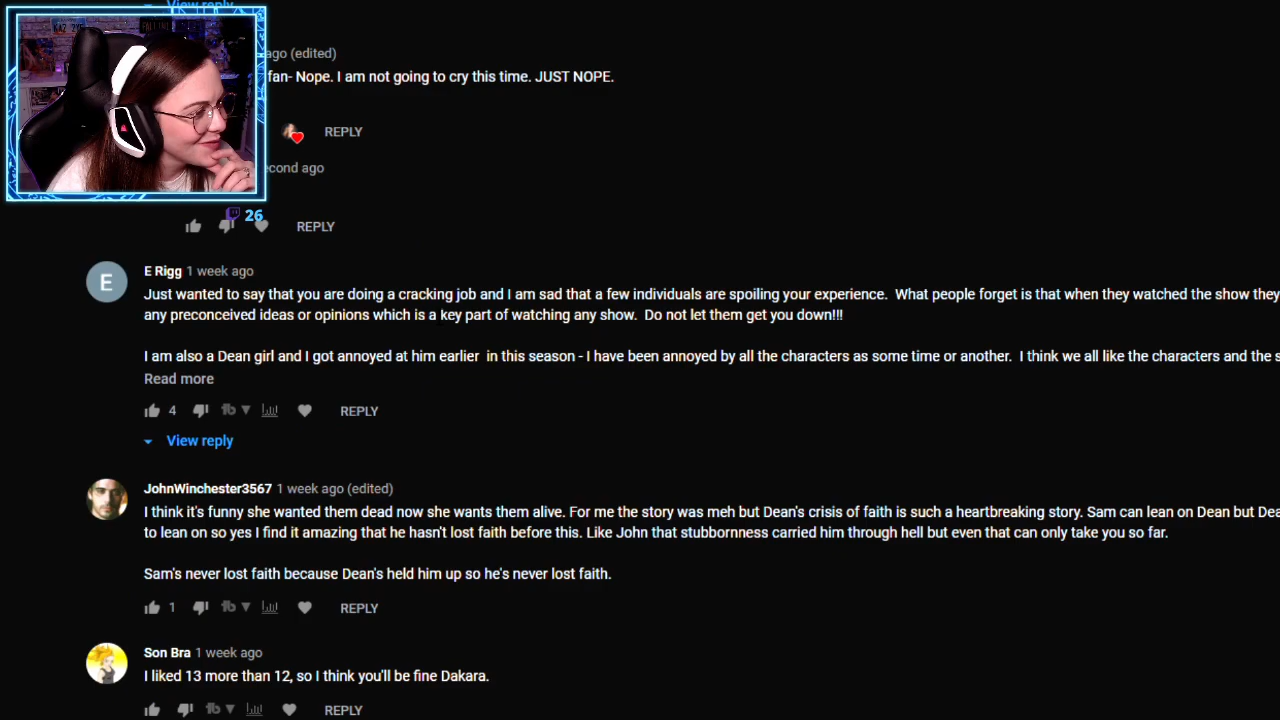 View reply
ago (edited)
fan- Nope. I am not going to cry this time. JUST NOPE.
REPLY
second ago
26
REPLY
E Rigg 1 week ago
Just wanted to say that you are doing a cracking job and I am sad that a few individuals are spoiling your experience. What people forget is that when they watched the show they
any preconceived ideas or opinions which is a key part of watching any show. Do not let them get you down!!!
I am also a Dean girl and I got annoyed at him earlier in this season - I have been annoyed by all the characters as some time or another. I think we all like the characters and the s
Read more
4 REPLY
View reply
JohnWinchester3567 1 week ago (edited)
I think it's funny she wanted them dead now she wants them alive. For me the story was meh but Dean's crisis of faith is such a heartbreaking story. Sam can lean on Dean but Dea
to lean on so yes I find it amazing that he hasn't lost faith before this. Like John that stubbornness carried him through hell but even that can only take you so far.
Sam's never lost faith because Dean's held him up so he's never lost faith.
1 REPLY
Son Bra 1 week ago
I liked 13 more than 12, so I think you'll be fine Dakara.
REPLY